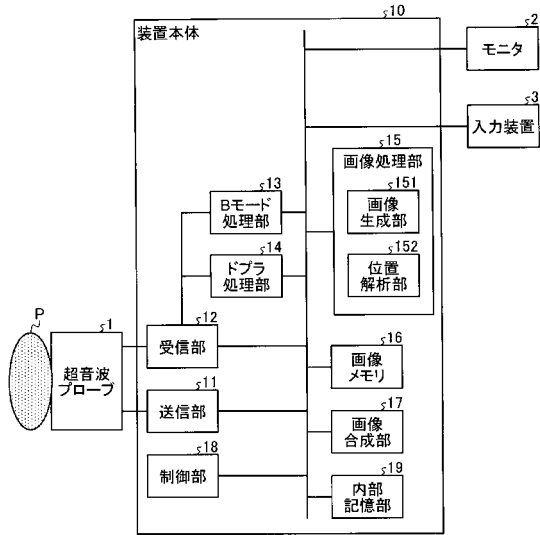 10
装置本体
2
モニタ
3
入力装置
15
画像処理部
151
画像
生成部
152
位置
解析部
13
Bモード
処理部
14
ドプラ
処理部
P
1
超音波
プローブ
12
受信部
11
送信部
18
制御部
16
画像
メモリ
17
画像
合成部
19
内部
記憶部